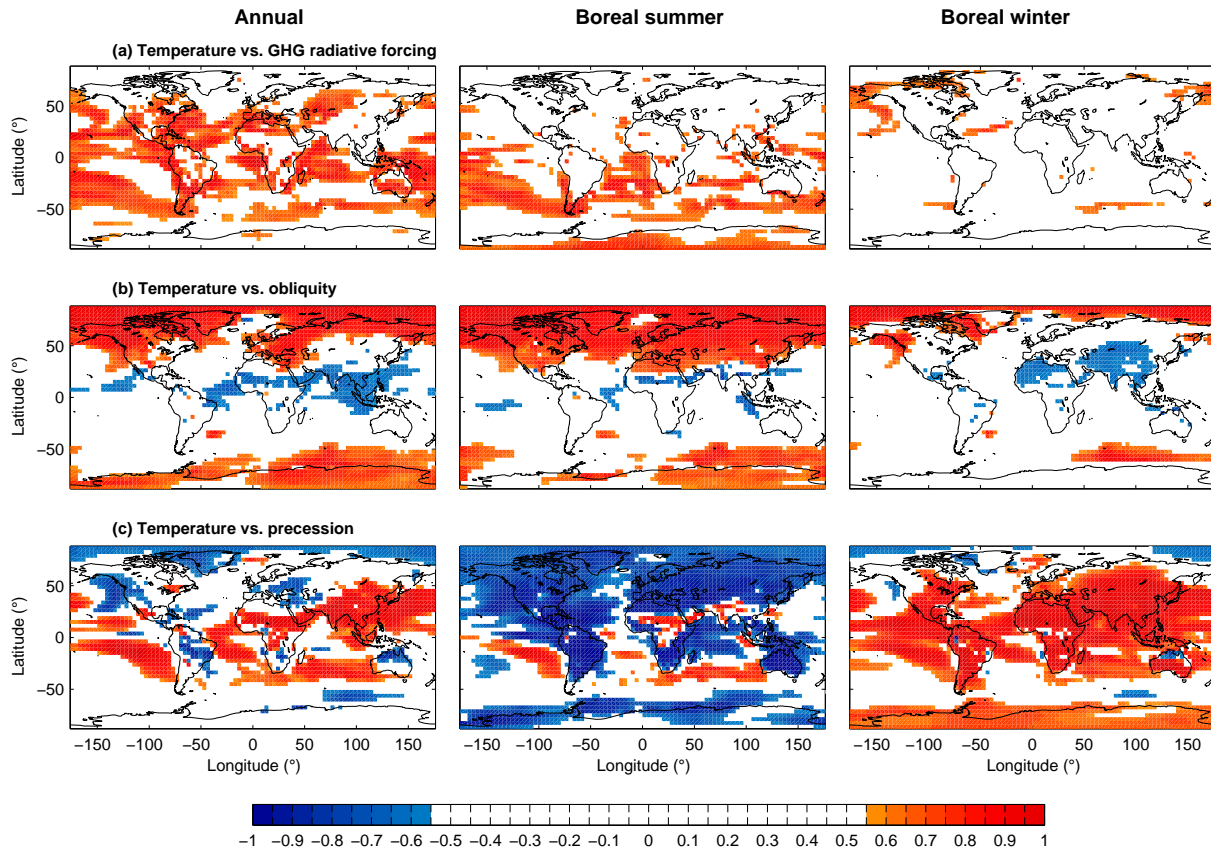 Annual Boreal summer Boreal winter
(a) Temperature vs. GHG radiative forcing
Latitude (°)
50
0
−50
(b) Temperature vs. obliquity
Latitude (°)
50
0
−50
(c) Temperature vs. precession
Latitude (°)
50
0
−50
−150 −100 −50 0 50 100 150 −150 −100 −50 0 50 100 150 −150 −100 −50 0 50 100 150
Longitude (°) Longitude (°) Longitude (°)
−1 −0.9 −0.8 −0.7 −0.6 −0.5 −0.4 −0.3 −0.2 −0.1 0 0.1 0.2 0.3 0.4 0.5 0.6 0.7 0.8 0.9 1